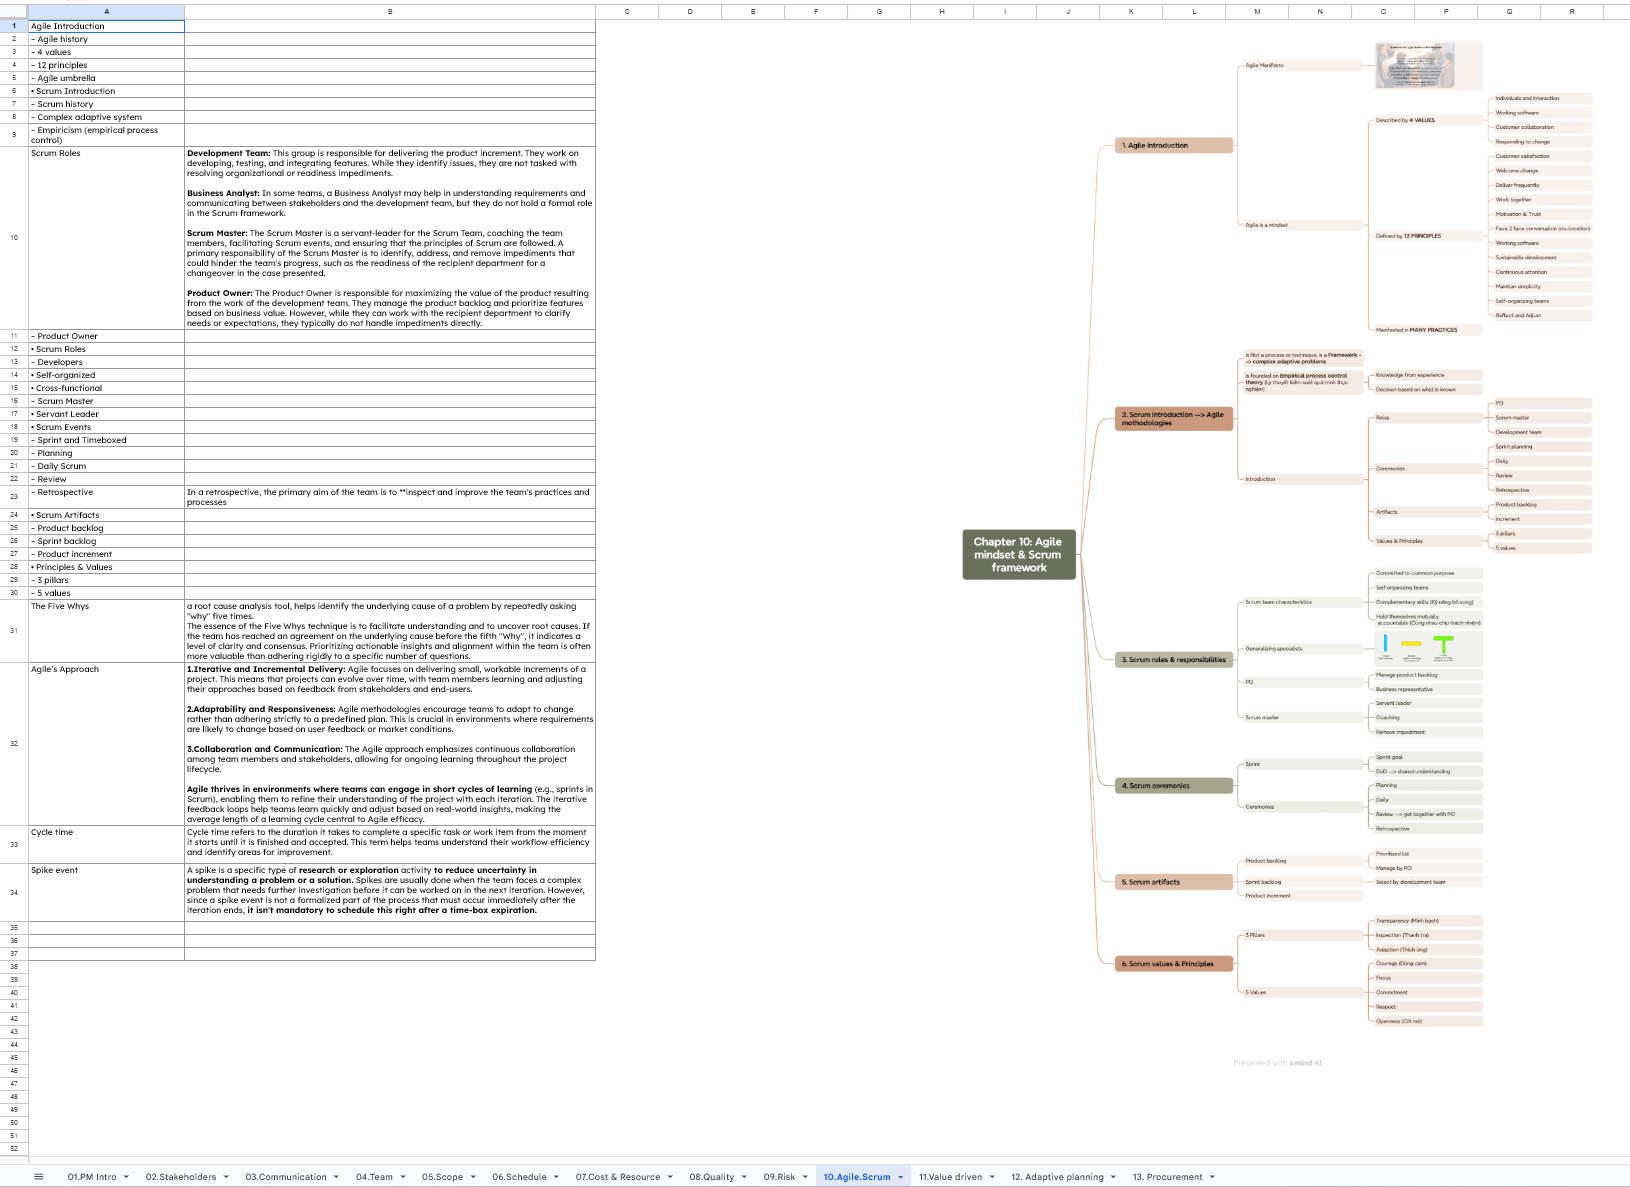 A B C D E F G H I J K L M N O P Q R
1 Agile Introduction
2 – Agile history
3 – 4 values
4 – 12 principles
5 – Agile umbrella
6 • Scrum Introduction
7 – Scrum history
8 – Complex adaptive system
9 – Empiricism (empirical process
control)
10 Scrum Roles
Development Team: This group is responsible for delivering the product increment. They work on
developing, testing, and integrating features. While they identify issues, they are not tasked with
resolving organizational or readiness impediments.
Business Analyst: In some teams, a Business Analyst may help in understanding requirements and
communicating between stakeholders and the development team, but they do not hold a formal role
in the Scrum framework.
Scrum Master: The Scrum Master is a servant-leader for the Scrum Team, coaching the team
members, facilitating Scrum events, and ensuring that the principles of Scrum are followed. A
primary responsibility of the Scrum Master is to identify, address, and remove impediments that
could hinder the team's progress, such as the readiness of the recipient department for a
changeover in the case presented.
Product Owner: The Product Owner is responsible for maximizing the value of the product resulting
from the work of the development team. They manage the product backlog and prioritize features
based on business value. However, while they can work with the recipient department to clarify
needs or expectations, they typically do not handle impediments directly.
11 – Product Owner
12 • Scrum Roles
13 – Developers
14 • Self-organized
15 • Cross-functional
16 – Scrum Master
17 • Servant Leader
18 • Scrum Events
19 – Sprint and Timeboxed
20 – Planning
21 – Daily Scrum
22 – Review
23 – Retrospective
In a retrospective, the primary aim of the team is to **inspect and improve the team's practices and
processes
24 • Scrum Artifacts
25 – Product backlog
26 – Sprint backlog
27 – Product increment
28 • Principles & Values
29 – 3 pillars
30 – 5 values
31 The Five Whys
a root cause analysis tool, helps identify the underlying cause of a problem by repeatedly asking
"why" five times.
The essence of the Five Whys technique is to facilitate understanding and to uncover root causes. If
the team has reached an agreement on the underlying cause before the fifth "Why", it indicates a
level of clarity and consensus. Prioritizing actionable insights and alignment within the team is often
more valuable than adhering rigidly to a specific number of questions.
32 Agile's Approach
1.Iterative and Incremental Delivery: Agile focuses on delivering small, workable increments of a
project. This means that projects can evolve over time, with team members learning and adjusting
their approaches based on feedback from stakeholders and end-users.
2.Adaptability and Responsiveness: Agile methodologies encourage teams to adapt to change
rather than adhering strictly to a predefined plan. This is crucial in environments where requirements
are likely to change based on user feedback or market conditions.
3.Collaboration and Communication: The Agile approach emphasizes continuous collaboration
among team members and stakeholders, allowing for ongoing learning throughout the project
lifecycle.
Agile thrives in environments where teams can engage in short cycles of learning (e.g., sprints in
Scrum), enabling them to refine their understanding of the project with each iteration. The iterative
feedback loops help teams learn quickly and adjust based on real-world insights, making the
average length of a learning cycle central to Agile efficacy.
33 Cycle time
Cycle time refers to the duration it takes to complete a specific task or work item from the moment
it starts until it is finished and accepted. This term helps teams understand their workflow efficiency
and identify areas for improvement.
34 Spike event
A spike is a specific type of research or exploration activity to reduce uncertainty in
understanding a problem or a solution. Spikes are usually done when the team faces a complex
problem that needs further investigation before it can be worked on in the next iteration. However,
since a spike event is not a formalized part of the process that must occur immediately after the
iteration ends, it isn't mandatory to schedule this right after a time-box expiration.
35
36
37
38
39
40
41
42
43
44
45
46
47
48
49
50
51
52
Chapter 10: Agile
mindset & Scrum
framework
1. Agile introduction
Agile Manifesto
Agile is a mindset
Described by 4 VALUES
Individuals and Interaction
Working software
Customer collaboration
Responding to change
Defined by 12 PRINCIPLES
Customer satisfaction
Welcome change
Deliver frequently
Work together
Motivation & Trust
Face 2 face conversation (co-location)
Working software
Sustainable development
Continuous attention
Maintian simplicity
Self-organizing teams
Reflect and Adjust
Manifested in MANY PRACTICES
2. Scrum introduction --> Agile
mothodologies
is Not a process or technique, is a Framework -
-> complex adaptive problems
is founded on Empirical process control
theory (lý thuyết kiểm soát quá trình thực
nghiệm)
Knowledge from experience
Decision based on what is known
Introduction
Roles
PO
Scrum master
Development team
Ceremonies
Sprint planning
Daily
Review
Retrospective
Artifacts
Product backlog
Increment
Values & Principles
3 pillars
5 values
3. Scrum roles & responsibilities
Scrum team characteristics
Committed to common purpose
Self organizing teams
Complementary skills (Kỹ năng bổ sung)
Hold themselves mutually
accountable (Cùng nhau chịu trách nhiệm)
Generalizing specialists
PO
Manage product backlog
Business representative
Scrum master
Servant leader
Coaching
Remove impediment
4. Scrum ceremonies
Sprint
Sprint goal
DoD --> shared understanding
Ceremonies
Planning
Daily
Review --> get together with PO
Retrospective
5. Scrum artifacts
Product backlog
Prioritized list
Manage by PO
Sprint backlog
Select by development team
Product increment
6. Scrum values & Principles
3 Pillars
Transparency (Minh bạch)
Inspection (Thanh tra)
Adaption (Thích ứng)
5 Values
Courage (Dũng cảm)
Focus
Commitment
Respect
Openness (Cởi mở)
Presented with xmind AI
01.PM Intro 02.Stakeholders 03.Communication 04.Team 05.Scope 06.Schedule 07.Cost & Resource 08.Quality 09.Risk 10.Agile.Scrum 11.Value driven 12. Adaptive planning 13. Procurement